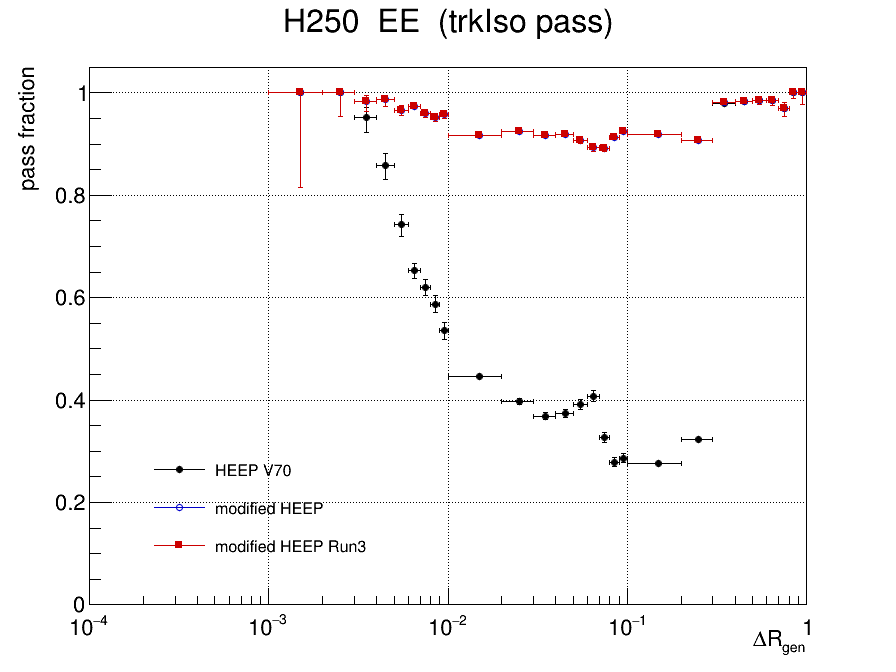 H250 EE (trkIso pass)
pass fraction
1
0.8
0.6
0.4
0.2
0
HEEP V70
modified HEEP
modified HEEP Run3
10⁻⁴
10⁻³
10⁻²
10⁻¹
1
ΔR_gen